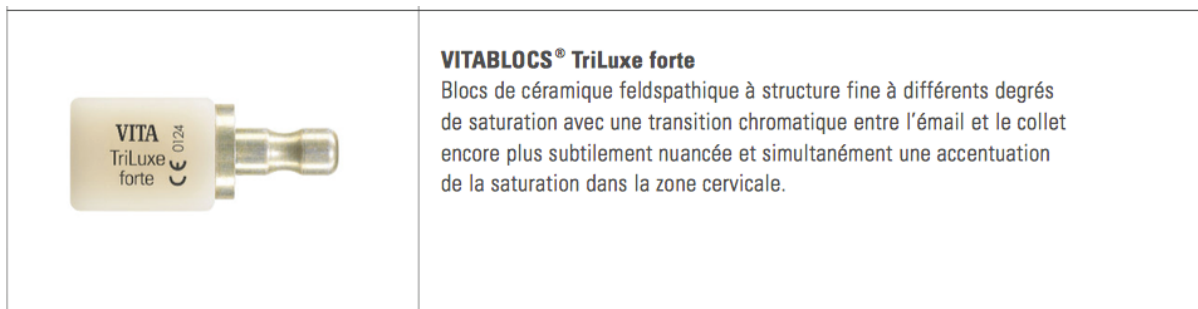 VITABLOCS® TriLuxe forte
Blocs de céramique feldspathique à structure fine à différents degrés
de saturation avec une transition chromatique entre l’émail et le collet
encore plus subtilement nuancée et simultanément une accentuation
de la saturation dans la zone cervicale.
VITA
TriLuxe
forte
CE 0124